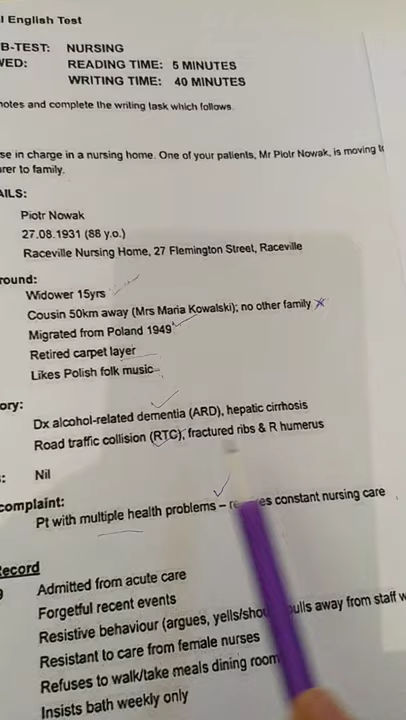 l English Test
B-TEST: NURSING
WED: READING TIME: 5 MINUTES
WRITING TIME: 40 MINUTES
notes and complete the writing task which follows.
se in charge in a nursing home. One of your patients, Mr Piotr Nowak, is moving
rer to family.
AILS:
Piotr Nowak
27.08.1931 (88 y.o.)
Raceville Nursing Home, 27 Flemington Street, Raceville
round:
Widower 15yrs
Cousin 50km away (Mrs Maria Kowalski); no other family
Migrated from Poland 1949
Retired carpet layer
Likes Polish folk music
ory:
Dx alcohol-related dementia (ARD), hepatic cirrhosis
Road traffic collision (RTC), fractured ribs & R humerus
: Nil
complaint:
Pt with multiple health problems – constant nursing care
Record
9 Admitted from acute care
Forgetful recent events
Resistive behaviour (argues, yells/shou pulls away from staff w
Resistant to care from female nurses
Refuses to walk/take meals dining room
Insists bath weekly only